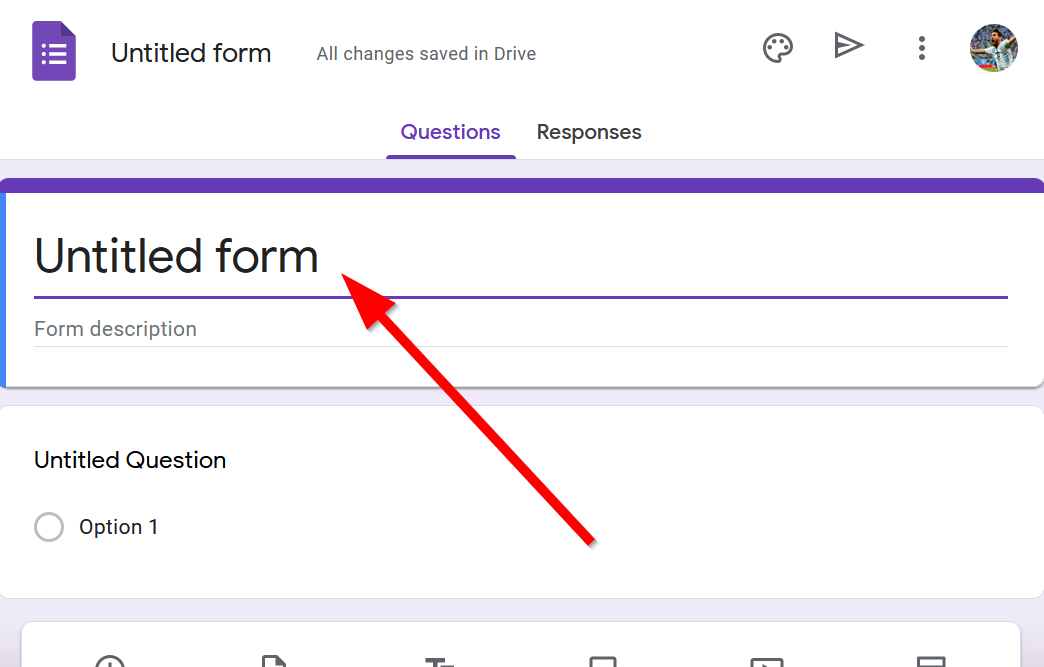 Untitled form
All changes saved in Drive
Questions
Responses
Untitled form
Form description
Untitled Question
Option 1